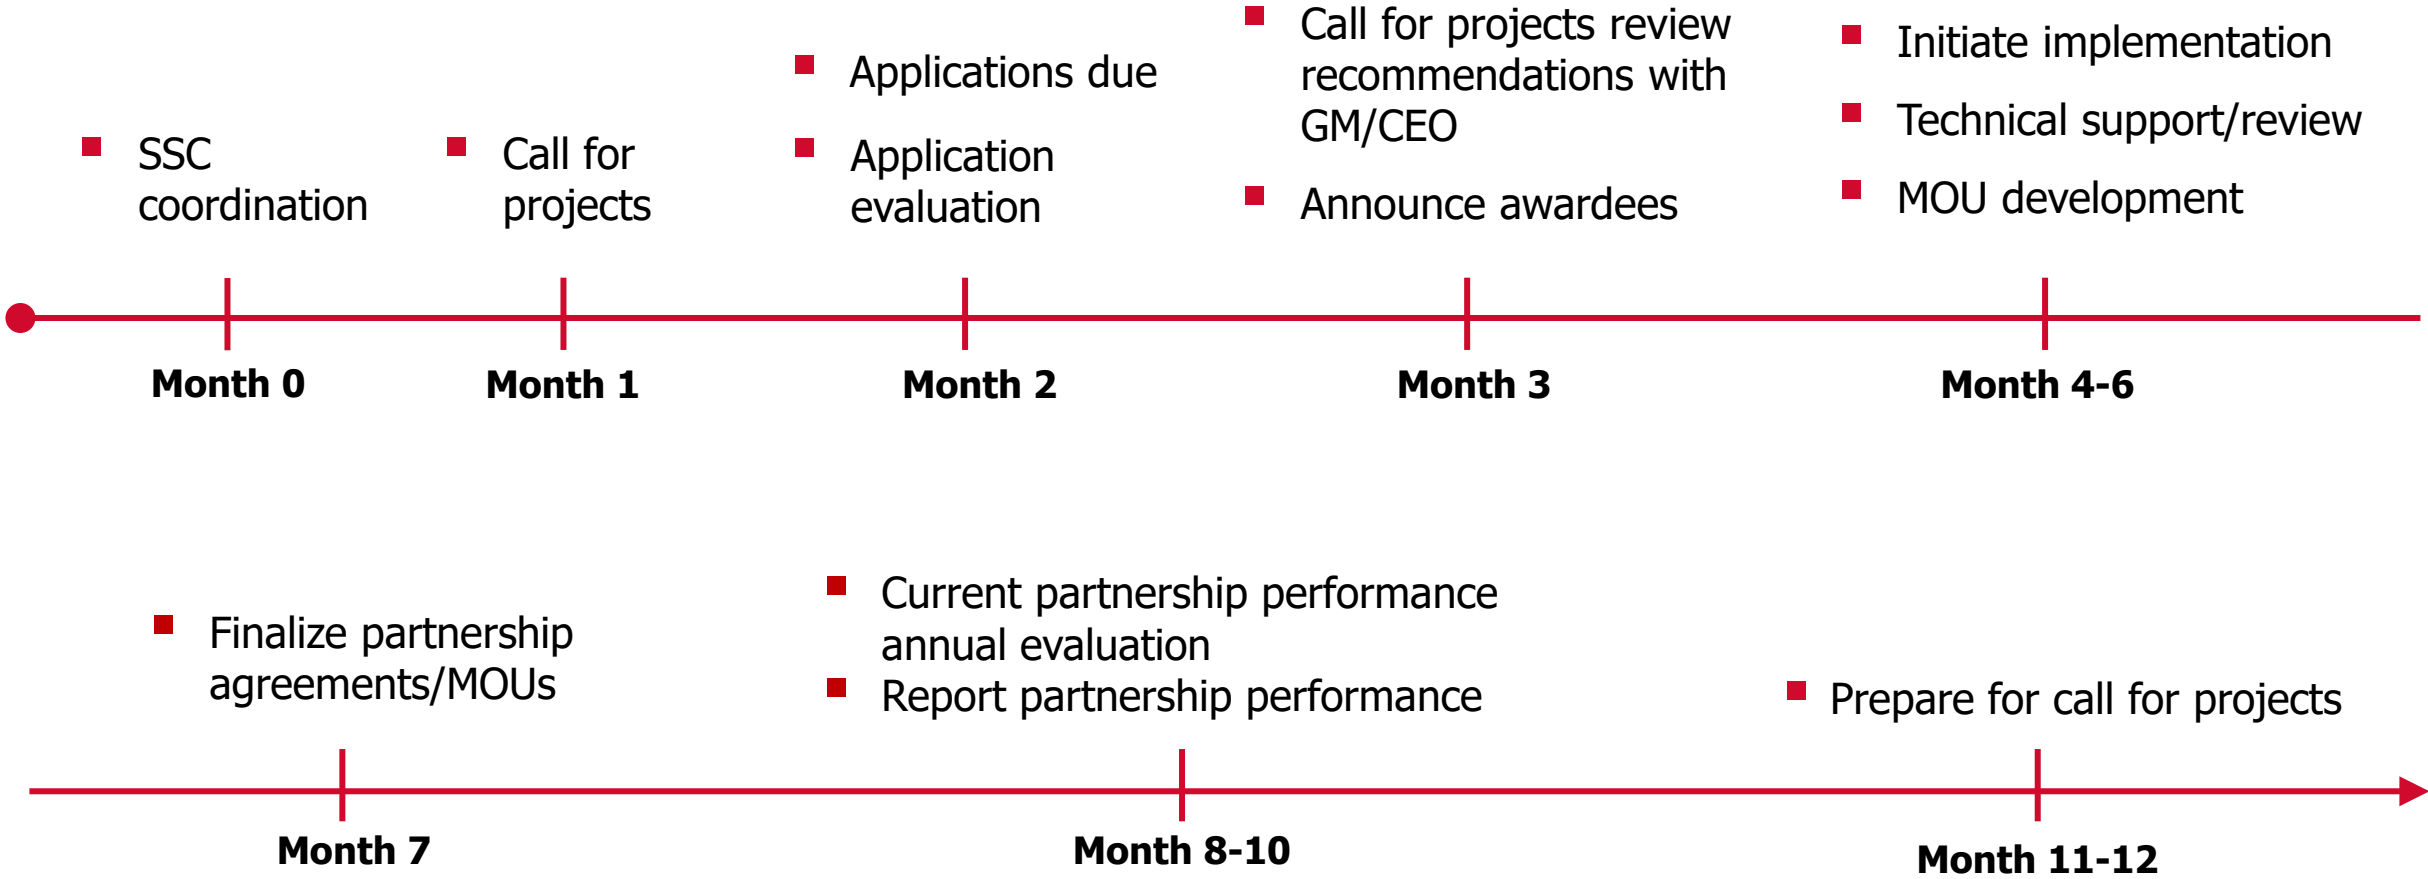 SSC
coordination
Month 0
Call for
projects
Month 1
Applications due
Application
evaluation
Month 2
Call for projects review
recommendations with
GM/CEO
Announce awardees
Month 3
Initiate implementation
Technical support/review
MOU development
Month 4-6
Finalize partnership
agreements/MOUs
Month 7
Current partnership performance
annual evaluation
Report partnership performance
Month 8-10
Prepare for call for projects
Month 11-12